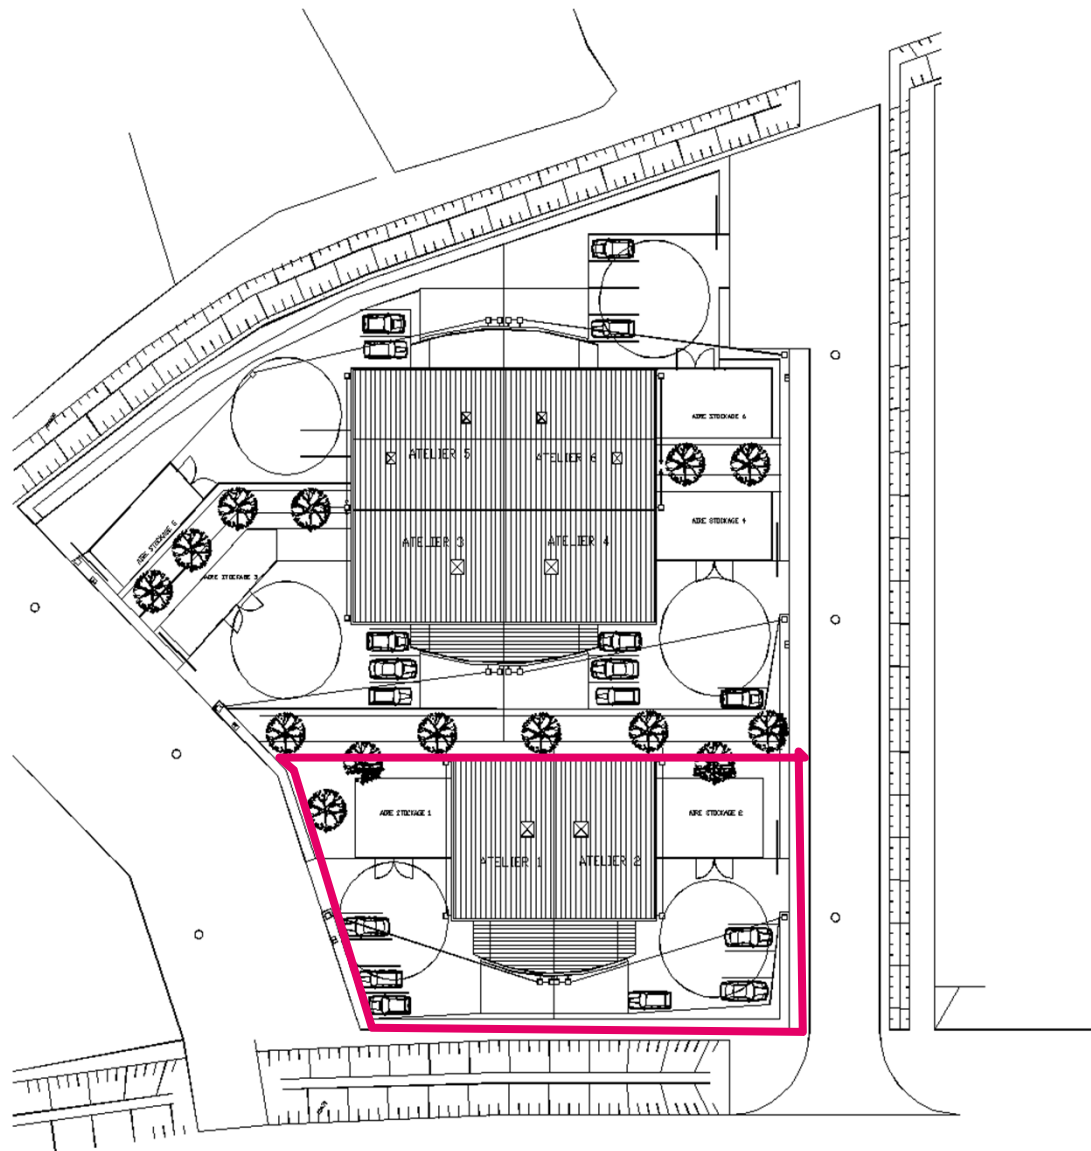 AIRE STOCKAGE 6
ATELIER 5
ATELIER 6
AIRE STOCKAGE 4
AIRE STOCKAGE 5
ATELIER 3
ATELIER 4
AIRE STOCKAGE 3
AIRE STOCKAGE 1
AIRE STOCKAGE 2
ATELIER 1
ATELIER 2